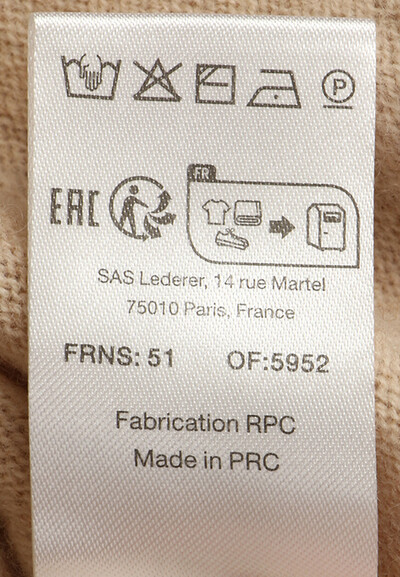 P
EAC
FR
SAS Lederer, 14 rue Martel
75010 Paris, France
FRNS: 51 OF:5952
Fabrication RPC
Made in PRC